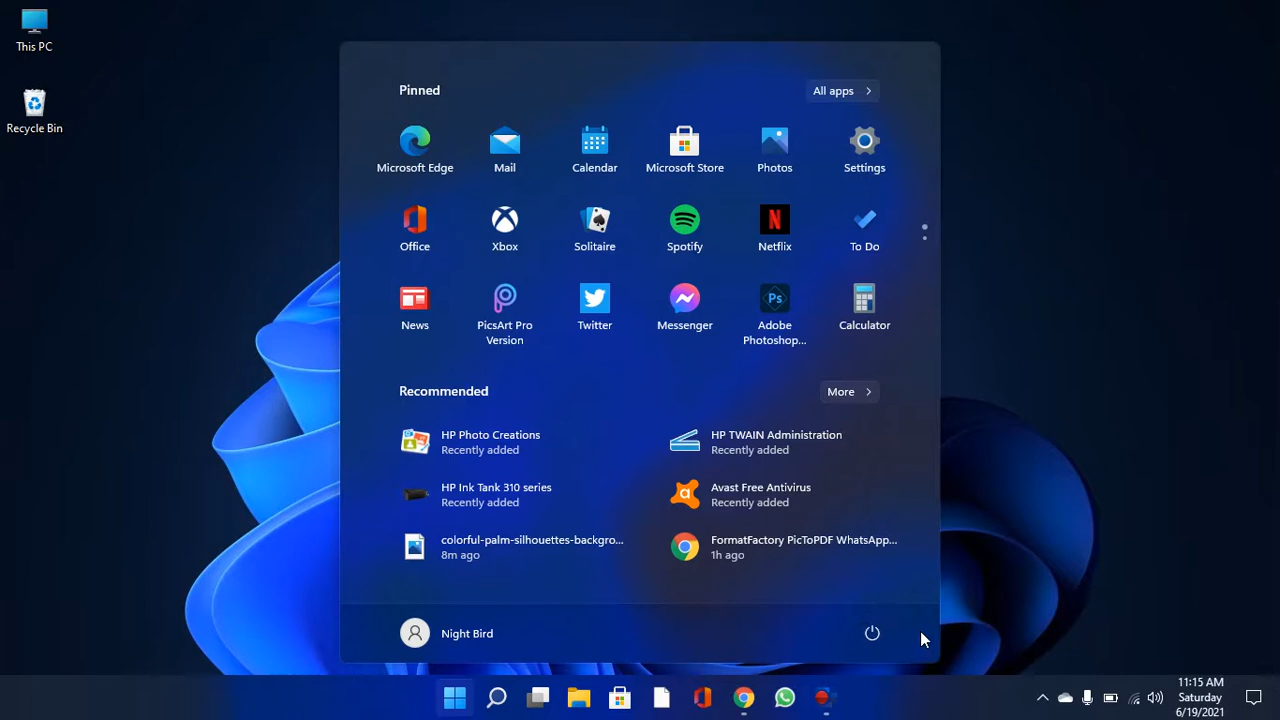 This PC
Recycle Bin
Pinned
All apps
Microsoft Edge
Mail
Calendar
Microsoft Store
Photos
Settings
Office
Xbox
Solitaire
Spotify
Netflix
To Do
News
PicsArt Pro
Version
Twitter
Messenger
Ps
Adobe
Photoshop...
Calculator
Recommended
More
HP Photo Creations
Recently added
HP TWAIN Administration
Recently added
HP Ink Tank 310 series
Recently added
Avast Free Antivirus
Recently added
colorful-palm-silhouettes-backgro...
8m ago
FormatFactory PicToPDF WhatsApp...
1h ago
Night Bird
11:15 AM
Saturday
6/19/2021